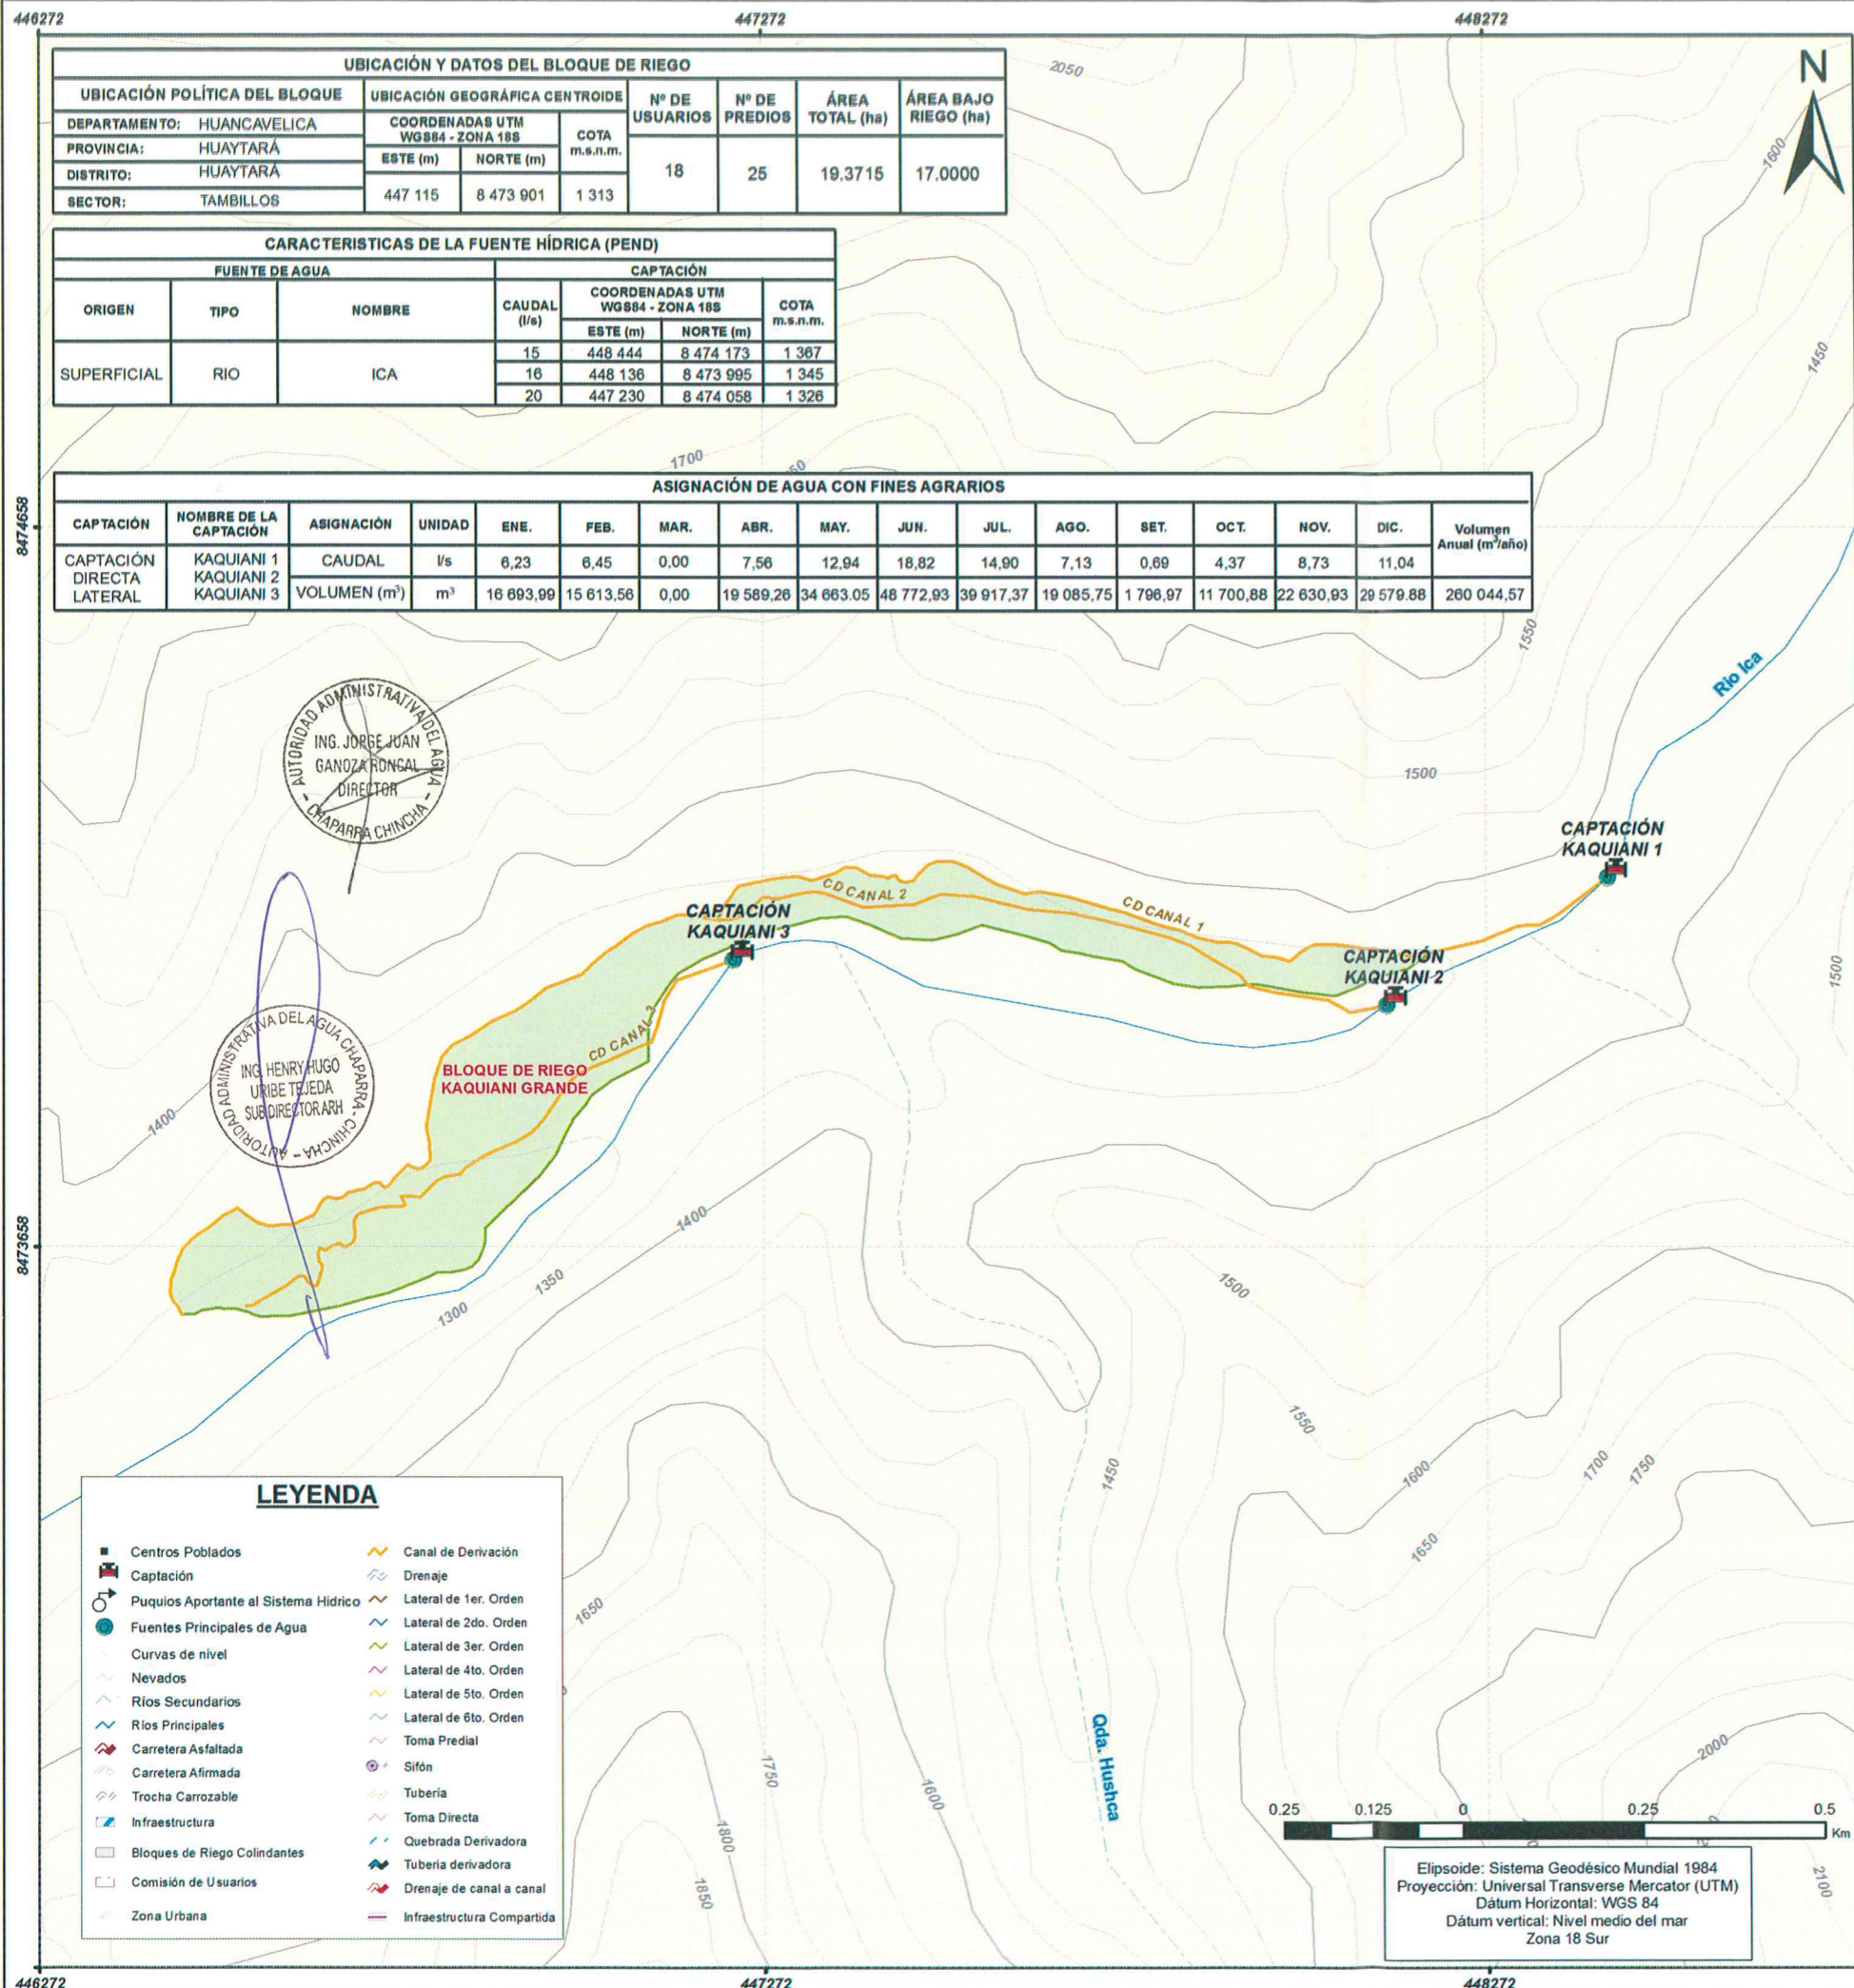 446272 447272 448272
UBICACIÓN Y DATOS DEL BLOQUE DE RIEGO
UBICACIÓN POLÍTICA DEL BLOQUE UBICACIÓN GEOGRÁFICA CENTROIDE Nº DE USUARIOS Nº DE PREDIOS ÁREA TOTAL (ha) ÁREA BAJO RIEGO (ha)
DEPARTAMENTO: HUANCAVELICA COORDENADAS UTM WGS84 - ZONA 18S COTA m.s.n.m.
PROVINCIA: HUAYTARÁ ESTE (m) NORTE (m)
DISTRITO: HUAYTARÁ
SECTOR: TAMBILLOS 447 115 8 473 901 1 313 18 25 19.3715 17.0000
CARACTERISTICAS DE LA FUENTE HÍDRICA (PEND)
FUENTE DE AGUA CAPTACIÓN
ORIGEN TIPO NOMBRE CAUDAL (l/s) COORDENADAS UTM WGS84 - ZONA 18S COTA m.s.n.m.
ESTE (m) NORTE (m)
15 448 444 8 474 173 1 367
SUPERFICIAL RIO ICA 16 448 136 8 473 995 1 345
20 447 230 8 474 058 1 326
ASIGNACIÓN DE AGUA CON FINES AGRARIOS
CAPTACIÓN NOMBRE DE LA CAPTACIÓN ASIGNACIÓN UNIDAD ENE. FEB. MAR. ABR. MAY. JUN. JUL. AGO. SET. OCT. NOV. DIC. Volumen Anual (m³/año)
CAPTACIÓN DIRECTA LATERAL KAQUIANI 1 KAQUIANI 2 KAQUIANI 3
CAUDAL l/s 6,23 6,45 0,00 7,56 12,94 18,82 14,90 7,13 0,69 4,37 8,73 11,04
VOLUMEN (m³) m³ 16 693,99 15 613,56 0,00 19 589,26 34 663.05 48 772,93 39 917,37 19 085,75 1 796,97 11 700,88 22 630,93 29 579.88 260 044,57
N
2050
1600
1450
1700
50
1550
8474658
Rio Ica
1500
AUTORIDAD ADMINISTRATIVA DEL AGUA - CHAPARRA CHINCHA -
ING. JORGE JUAN
GANOZA RONCAL
DIRECTOR
CAPTACIÓN
KAQUIANI 1
CD CANAL 2
CD CANAL 1
CAPTACIÓN
KAQUIANI 3
CAPTACIÓN
KAQUIANI 2
1500
CD CANAL 3
BLOQUE DE RIEGO
KAQUIANI GRANDE
AUTORIDAD ADMINISTRATIVA DEL AGUA CHAPARRA - CHINCHA -
ING. HENRY HUGO
URIBE TEJEDA
SUB DIRECTOR ARH
1400
1400
8473658
1350
1300
1500
1550
1450
1600
1700
1750
1650
1650
1750
1600
1800
1850
2000
2100
Qda. Hushca
LEYENDA
Centros Poblados
Captación
Puquios Aportante al Sistema Hidrico
Fuentes Principales de Agua
Curvas de nivel
Nevados
Ríos Secundarios
Ríos Principales
Carretera Asfaltada
Carretera Afirmada
Trocha Carrozable
Infraestructura
Bloques de Riego Colindantes
Comisión de Usuarios
Zona Urbana
Canal de Derivación
Drenaje
Lateral de 1er. Orden
Lateral de 2do. Orden
Lateral de 3er. Orden
Lateral de 4to. Orden
Lateral de 5to. Orden
Lateral de 6to. Orden
Toma Predial
Sifón
Tubería
Toma Directa
Quebrada Derivadora
Tuberia derivadora
Drenaje de canal a canal
Infraestructura Compartida
0.25 0.125 0 0.25 0.5
Km
Elipsoide: Sistema Geodésico Mundial 1984
Proyección: Universal Transverse Mercator (UTM)
Dátum Horizontal: WGS 84
Dátum vertical: Nivel medio del mar
Zona 18 Sur
446272 447272 448272